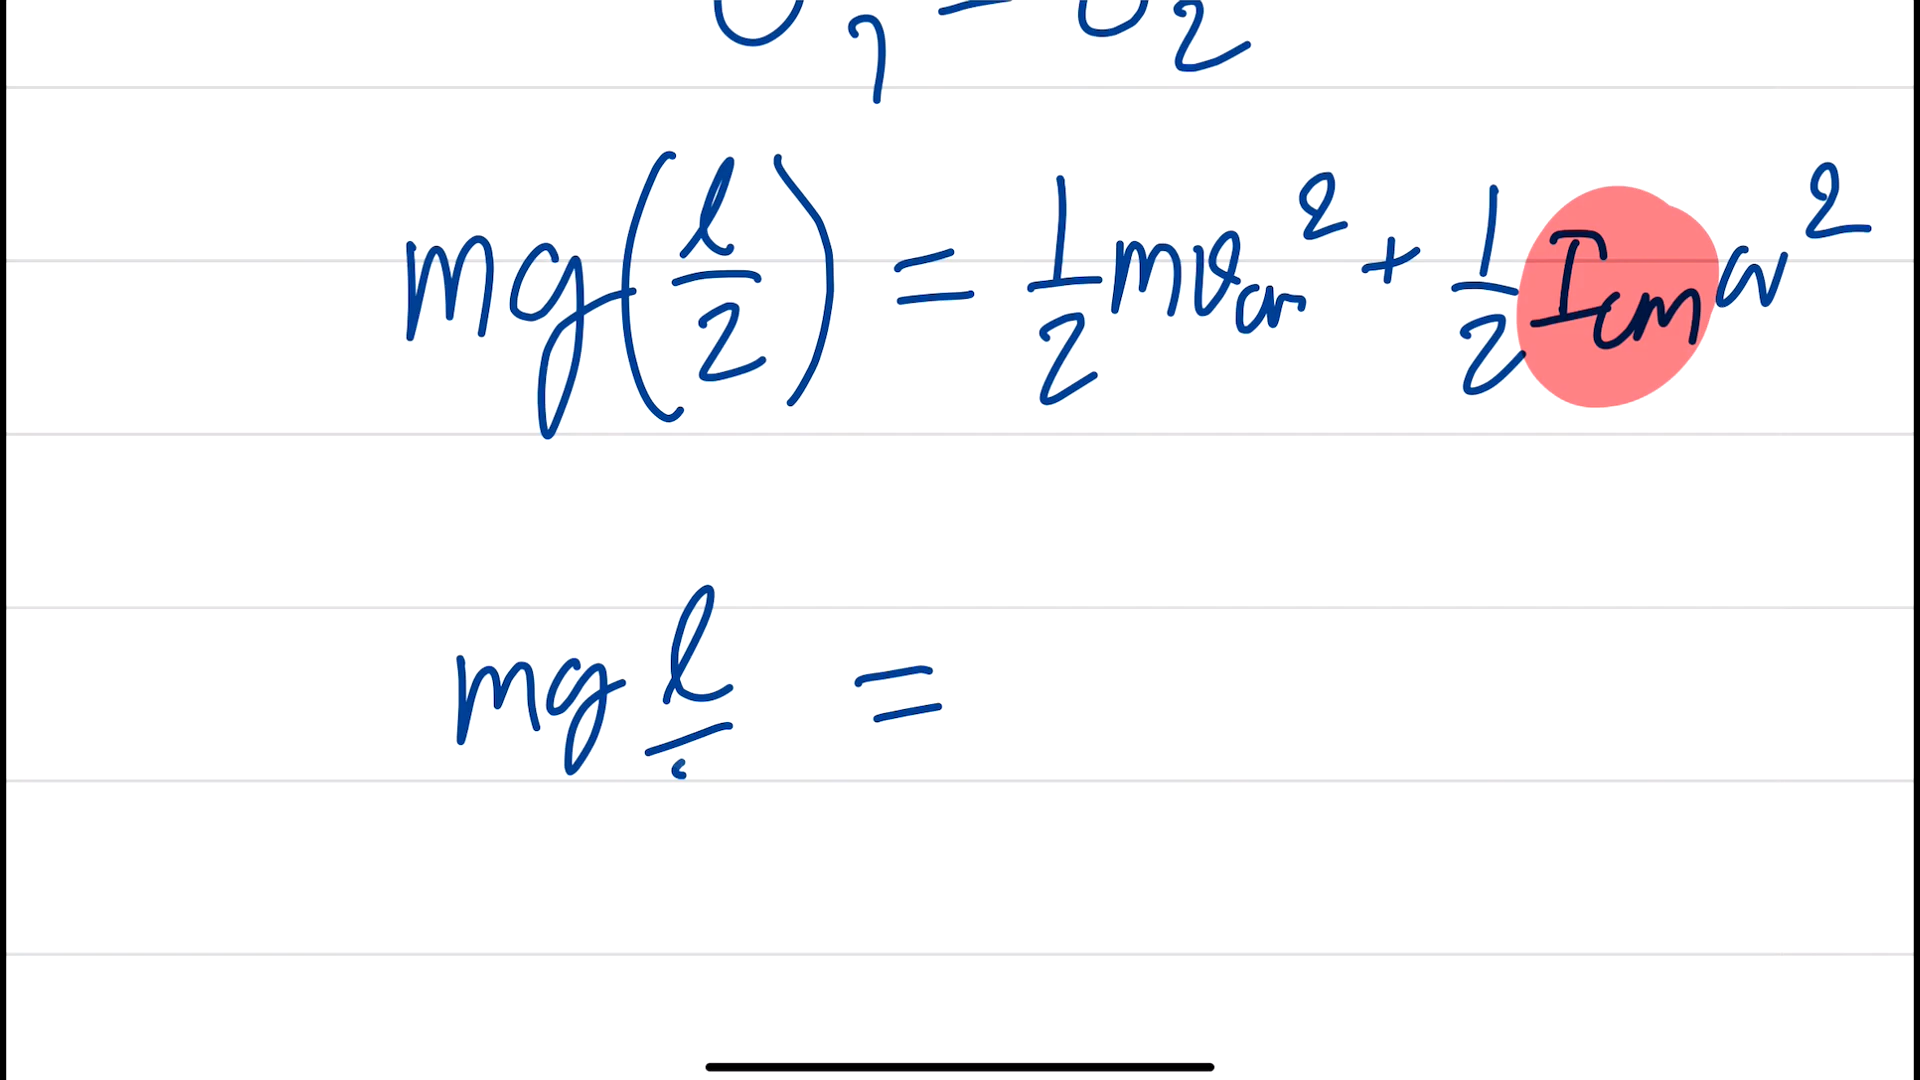 mg(l/2) = 1/2 mv_cm^2 + 1/2 I_cm ω^2
mg l =